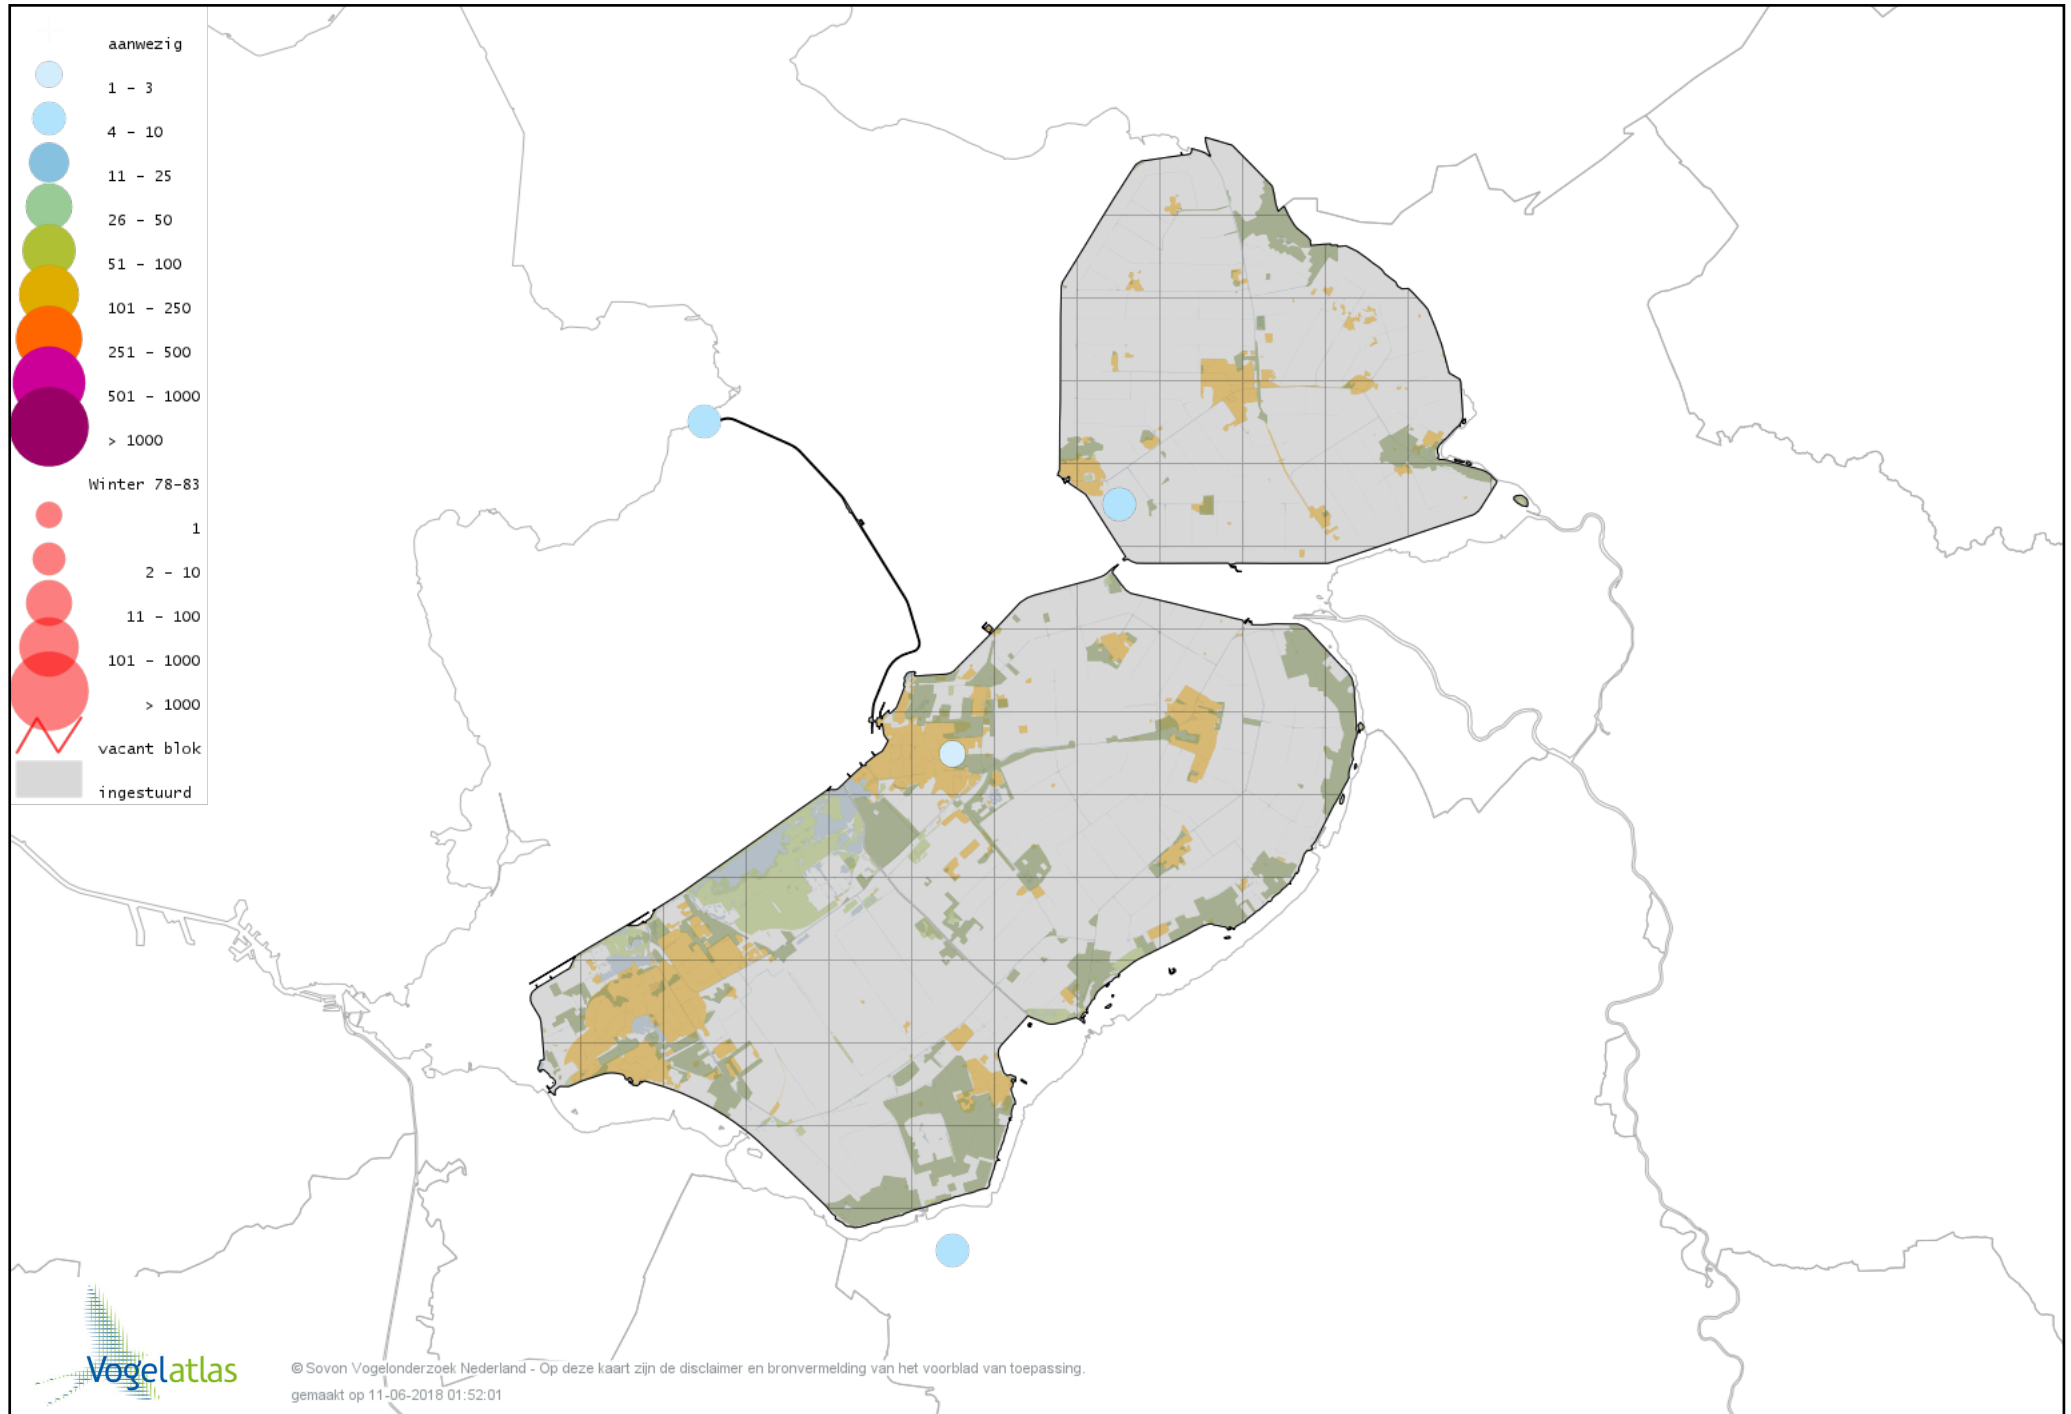 aanwezig
1 - 3
4 - 10
11 - 25
26 - 50
51 - 100
101 - 250
251 - 500
501 - 1000
> 1000
Winter 78-83
1
2 - 10
11 - 100
101 - 1000
> 1000
vacant blok
ingestuurd
Vogelatlas
© Sovon Vogelonderzoek Nederland - Op deze kaart zijn de disclaimer en bronvermelding van het voorblad van toepassing.
gemaakt op 11-06-2018 01:52:01